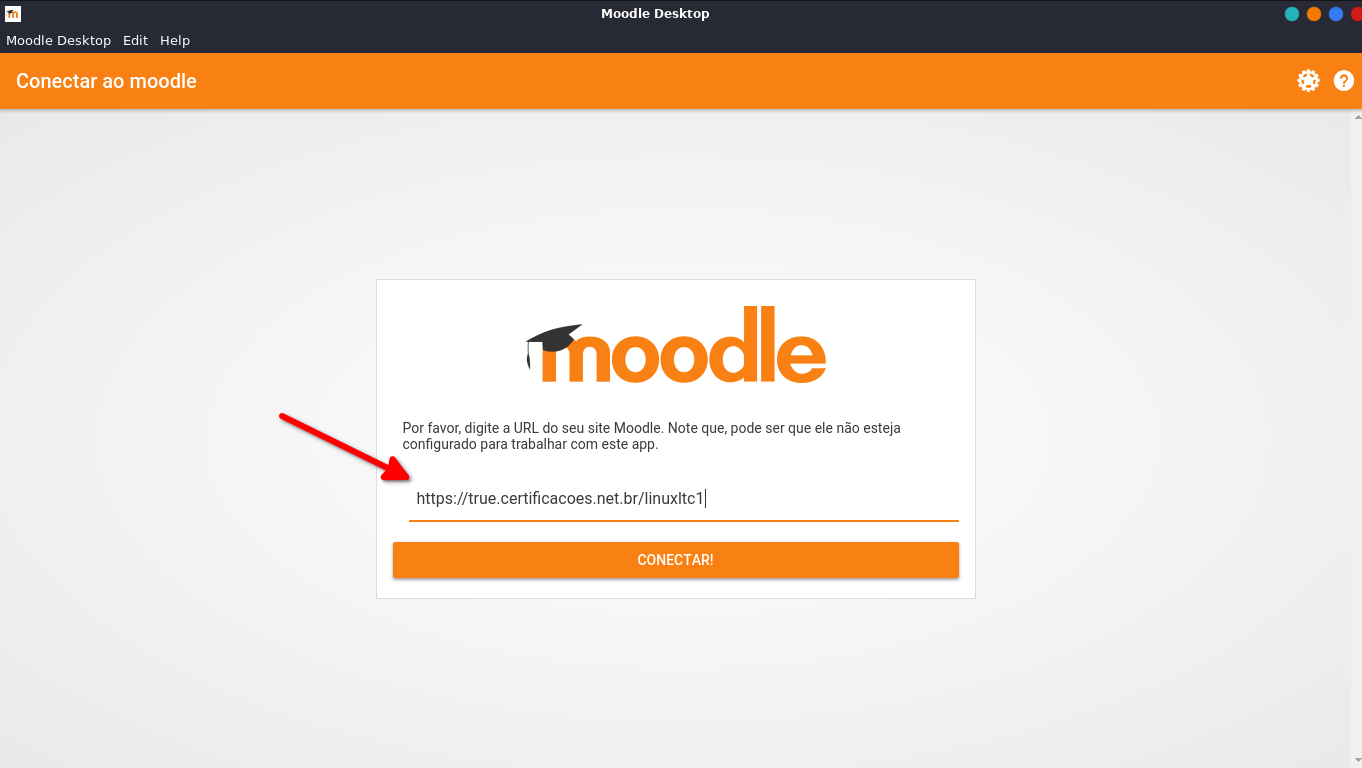 Moodle Desktop
Moodle Desktop Edit Help
Conectar ao moodle
moodle
Por favor, digite a URL do seu site Moodle. Note que, pode ser que ele não esteja
configurado para trabalhar com este app.
https://true.certificacoes.net.br/linuxltc1
CONECTAR!